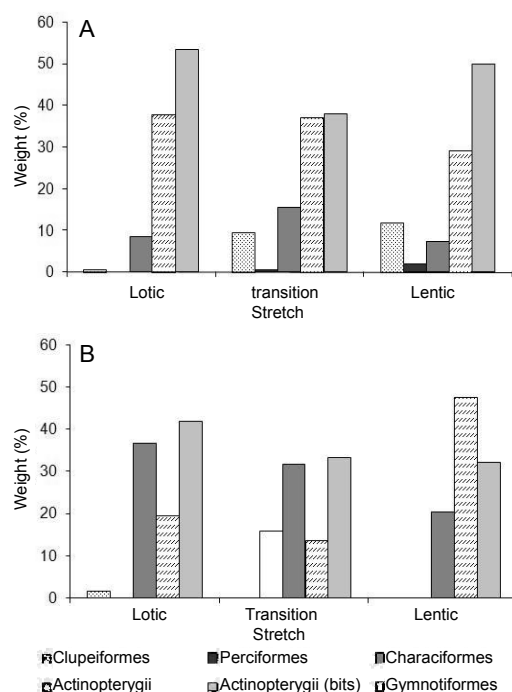 A
60
50
40
30
20
10
0
Weight (%)
Lotic transition Lentic
Stretch
B
60
50
40
30
20
10
0
Weight (%)
Lotic Transition Lentic
Stretch
Clupeiformes Perciformes Characiformes
Actinopterygii Actinopterygii (bits) Gymnotiformes